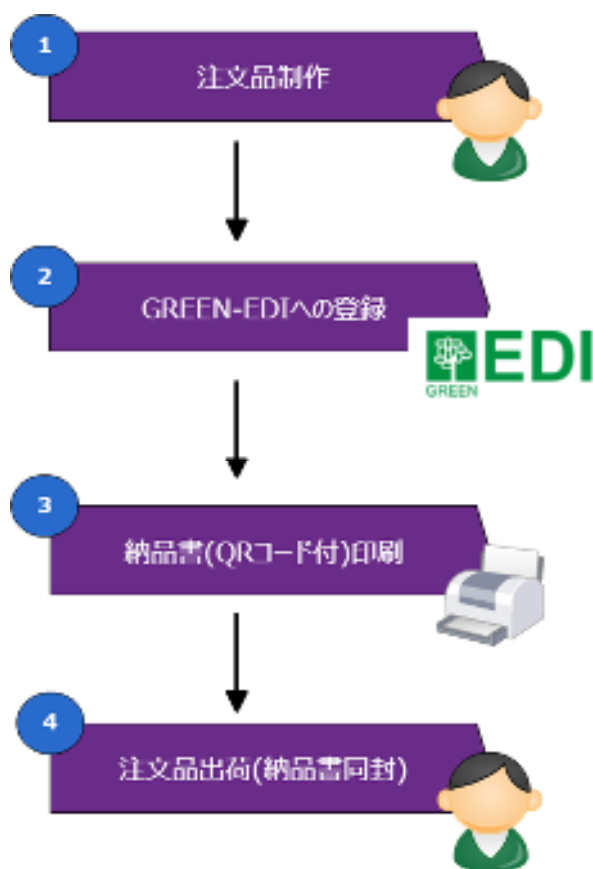 1
注文品制作
2
GREEN-EDIへの登録
EDI
GREEN
3
納品書(QRコード付)印刷
4
注文品出荷(納品書同封)